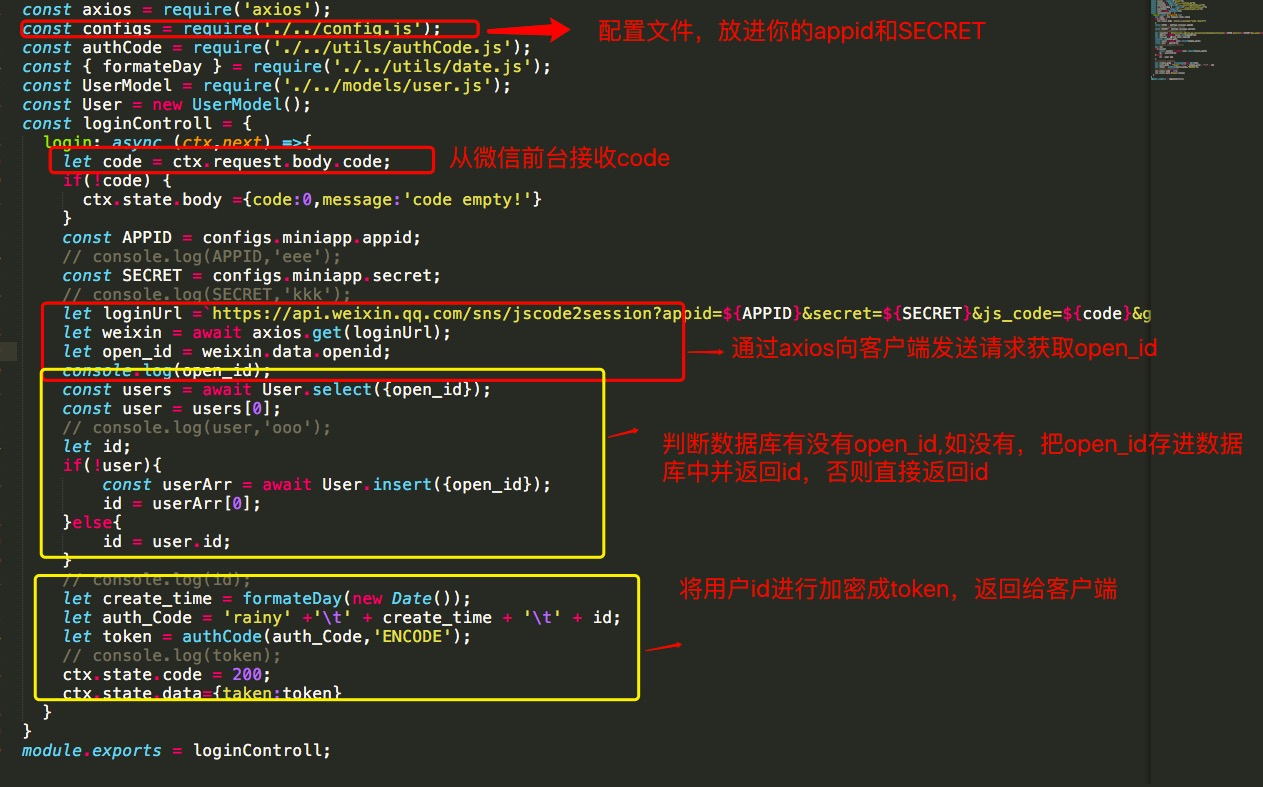 const axios = require('axios');
const configs = require('./../config.js');
配置文件，放进你的appid和SECRET
const authCode = require('./../utils/authCode.js');
const { formateDay } = require('./../utils/date.js');
const UserModel = require('./../models/user.js');
const User = new UserModel();
const loginControll = {
login: async (ctx,next) =>{
let code = ctx.request.body.code;
从微信前台接收code
if(!code) {
ctx.state.body ={code:0,message:'code empty!'}
}
const APPID = configs.miniapp.appid;
// console.log(APPID,'eee');
const SECRET = configs.miniapp.secret;
// console.log(SECRET,'kkk');
let loginUrl =`https://api.weixin.qq.com/sns/jscode2session?appid=${APPID}&secret=${SECRET}&js_code=${code}&g
let weixin = await axios.get(loginUrl);
let open_id = weixin.data.openid;
通过axios向客户端发送请求获取open_id
console.log(open_id);
const users = await User.select({open_id});
const user = users[0];
// console.log(user,'ooo');
let id;
判断数据库有没有open_id,如没有，把open_id存进数据
库中并返回id，否则直接返回id
if(!user){
const userArr = await User.insert({open_id});
id = userArr[0];
}else{
id = user.id;
}
// console.log(id);
将用户id进行加密成token，返回给客户端
let create_time = formateDay(new Date());
let auth_Code = 'rainy' +'\t' + create_time + '\t' + id;
let token = authCode(auth_Code,'ENCODE');
// console.log(token);
ctx.state.code = 200;
ctx.state.data={taken:token}
}
}
module.exports = loginControll;